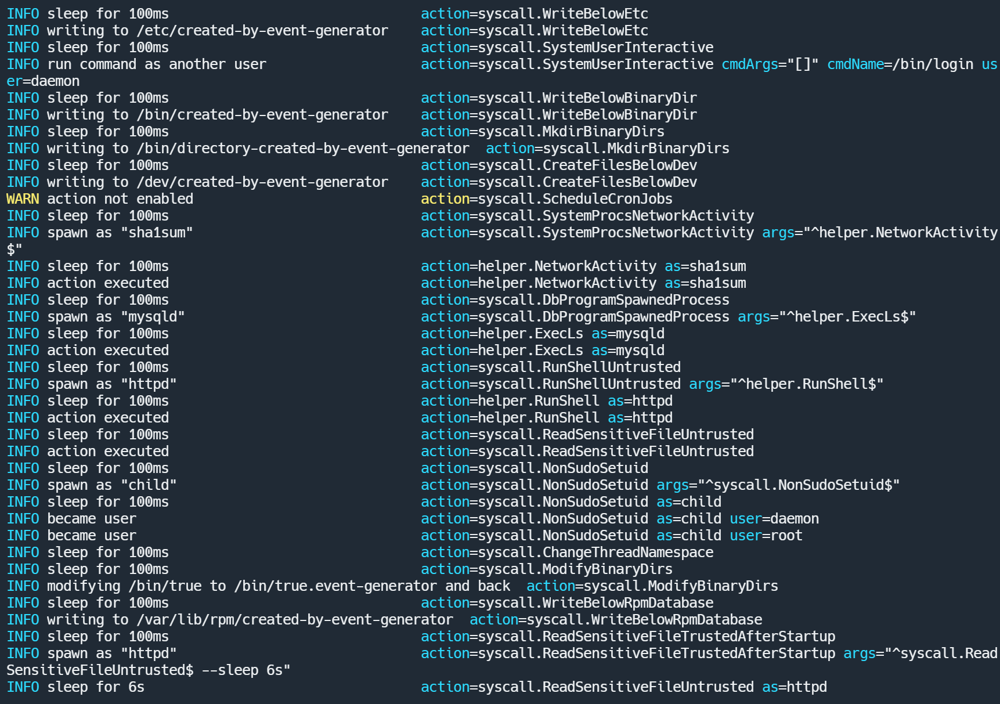 INFO sleep for 100ms                               action=syscall.WriteBelowEtc
INFO writing to /etc/created-by-event-generator    action=syscall.WriteBelowEtc
INFO sleep for 100ms                               action=syscall.SystemUserInteractive
INFO run command as another user                   action=syscall.SystemUserInteractive cmdArgs="[]" cmdName=/bin/login us
er=daemon
INFO sleep for 100ms                               action=syscall.WriteBelowBinaryDir
INFO writing to /bin/created-by-event-generator    action=syscall.WriteBelowBinaryDir
INFO sleep for 100ms                               action=syscall.MkdirBinaryDirs
INFO writing to /bin/directory-created-by-event-generator  action=syscall.MkdirBinaryDirs
INFO sleep for 100ms                               action=syscall.CreateFilesBelowDev
INFO writing to /dev/created-by-event-generator    action=syscall.CreateFilesBelowDev
WARN action not enabled                            action=syscall.ScheduleCronJobs
INFO sleep for 100ms                               action=syscall.SystemProcsNetworkActivity
INFO spawn as "sha1sum"                            action=syscall.SystemProcsNetworkActivity args="^helper.NetworkActivity
$"
INFO sleep for 100ms                               action=helper.NetworkActivity as=sha1sum
INFO action executed                               action=helper.NetworkActivity as=sha1sum
INFO sleep for 100ms                               action=syscall.DbProgramSpawnedProcess
INFO spawn as "mysqld"                             action=syscall.DbProgramSpawnedProcess args="^helper.ExecLs$"
INFO sleep for 100ms                               action=helper.ExecLs as=mysqld
INFO action executed                               action=helper.ExecLs as=mysqld
INFO sleep for 100ms                               action=syscall.RunShellUntrusted
INFO spawn as "httpd"                              action=syscall.RunShellUntrusted args="^helper.RunShell$"
INFO sleep for 100ms                               action=helper.RunShell as=httpd
INFO action executed                               action=helper.RunShell as=httpd
INFO sleep for 100ms                               action=syscall.ReadSensitiveFileUntrusted
INFO action executed                               action=syscall.ReadSensitiveFileUntrusted
INFO sleep for 100ms                               action=syscall.NonSudoSetuid
INFO spawn as "child"                              action=syscall.NonSudoSetuid args="^syscall.NonSudoSetuid$"
INFO sleep for 100ms                               action=syscall.NonSudoSetuid as=child
INFO became user                                   action=syscall.NonSudoSetuid as=child user=daemon
INFO became user                                   action=syscall.NonSudoSetuid as=child user=root
INFO sleep for 100ms                               action=syscall.ChangeThreadNamespace
INFO sleep for 100ms                               action=syscall.ModifyBinaryDirs
INFO modifying /bin/true to /bin/true.event-generator and back  action=syscall.ModifyBinaryDirs
INFO sleep for 100ms                               action=syscall.WriteBelowRpmDatabase
INFO writing to /var/lib/rpm/created-by-event-generator  action=syscall.WriteBelowRpmDatabase
INFO sleep for 100ms                               action=syscall.ReadSensitiveFileTrustedAfterStartup
INFO spawn as "httpd"                              action=syscall.ReadSensitiveFileTrustedAfterStartup args="^syscall.Read
SensitiveFileUntrusted$ --sleep 6s"
INFO sleep for 6s                                  action=syscall.ReadSensitiveFileUntrusted as=httpd